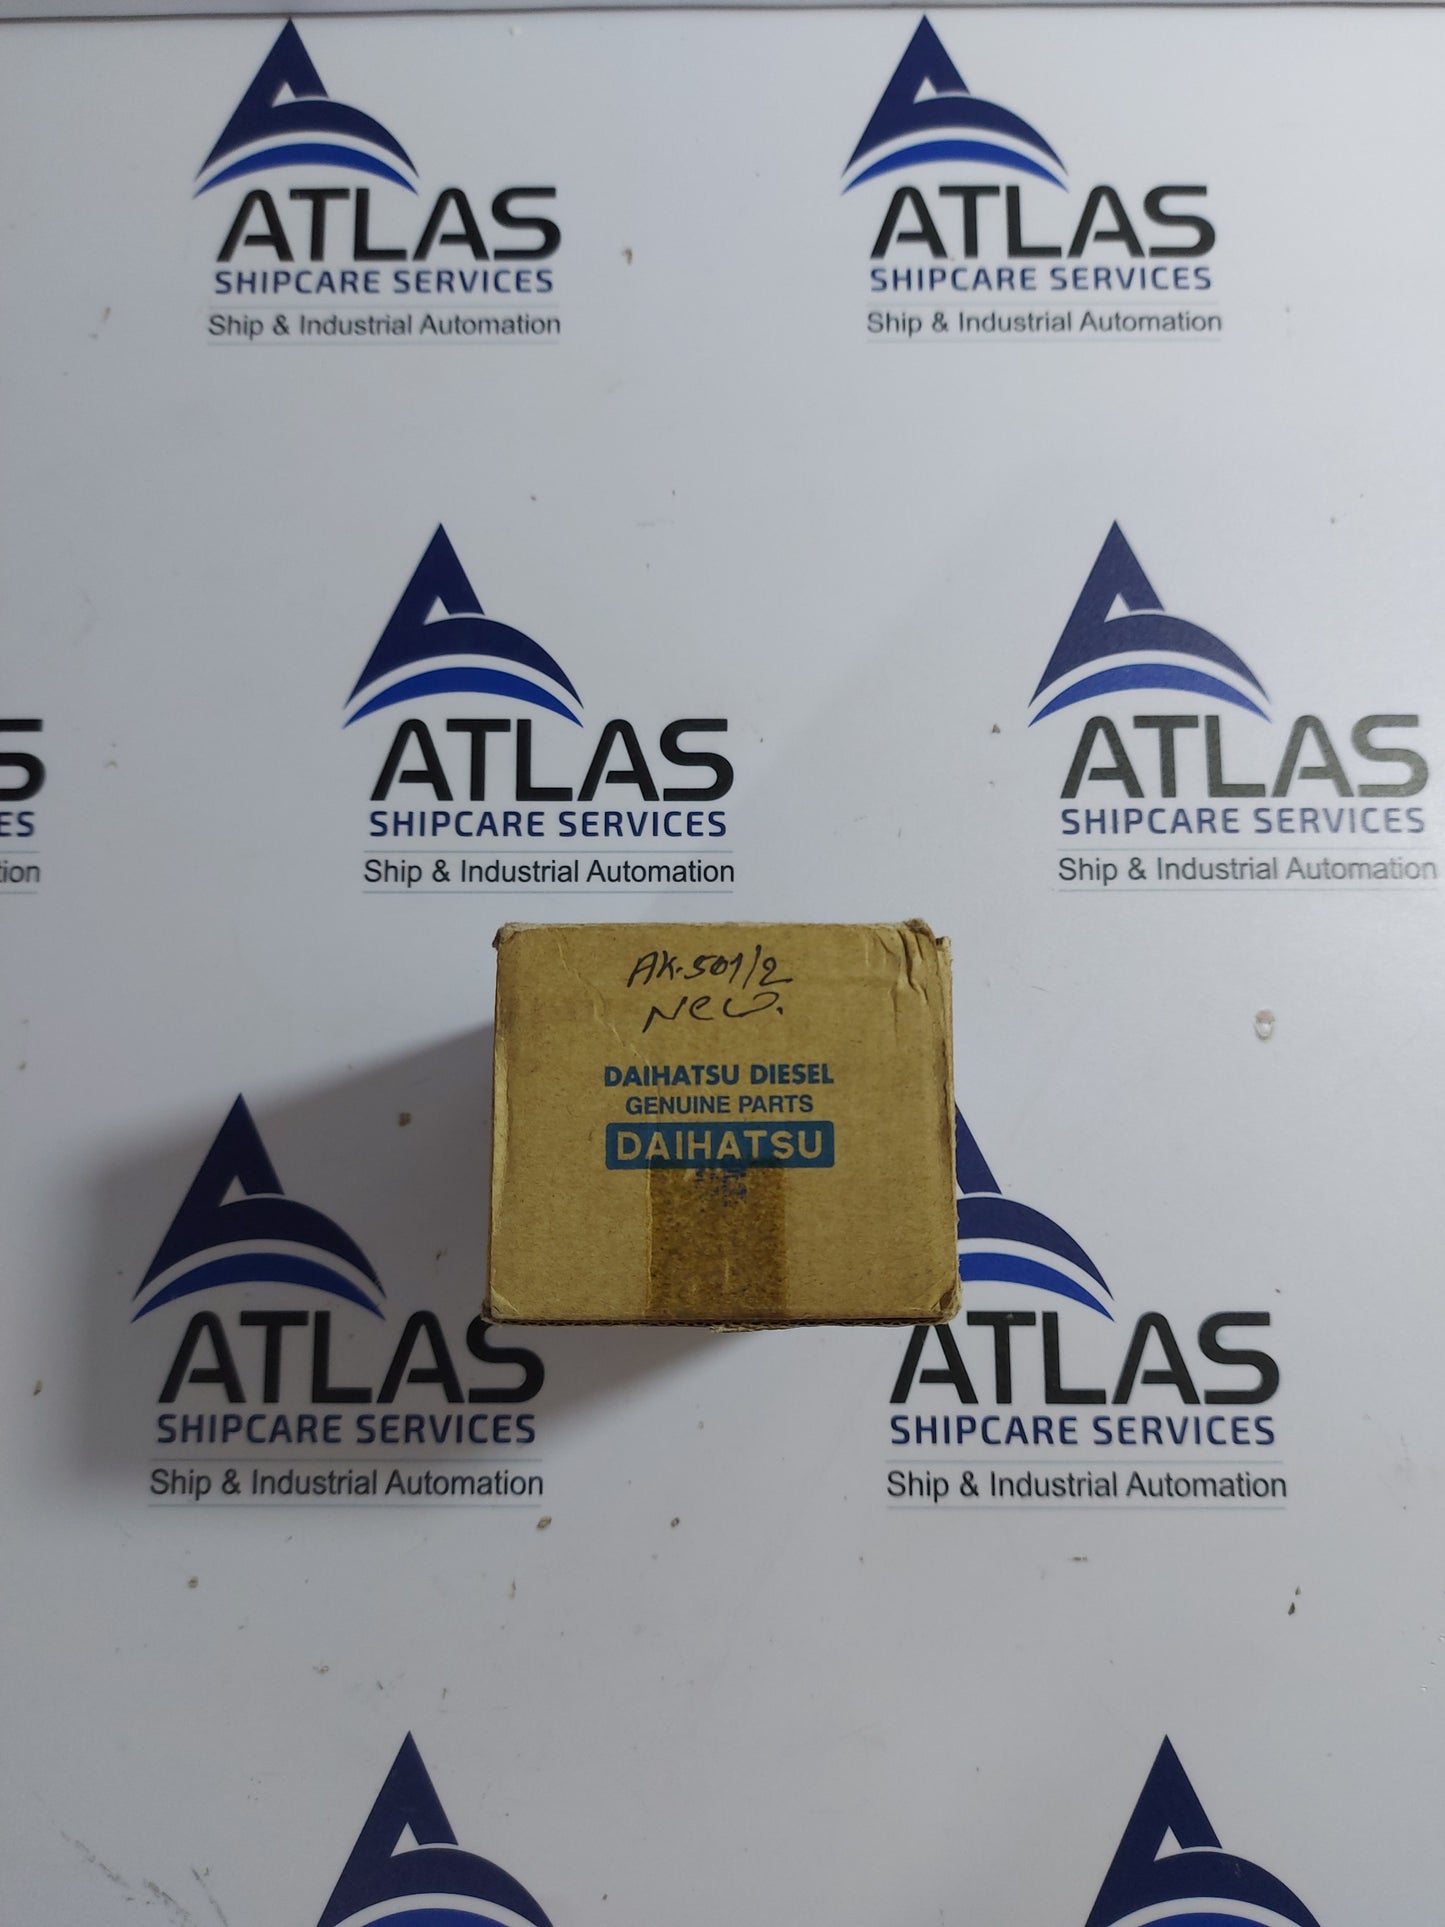 ATLAS
SHIPCARE SERVICES
Ship & Industrial Automation
ATLAS
SHIPCARE SERVICES
Ship & Industrial Automation
S
ES
tion
ATLAS
SHIPCARE SERVICES
Ship & Industrial Automation
ATLAS
SHIPCARE SERVICES
Ship & Industrial Automation
AK-501/2
New.
DAIHATSU DIESEL
GENUINE PARTS
DAIHATSU
ATLAS
SHIPCARE SERVICES
Ship & Industrial Automation
ATLAS
SHIPCARE SERVICES
Ship & Industrial Automation